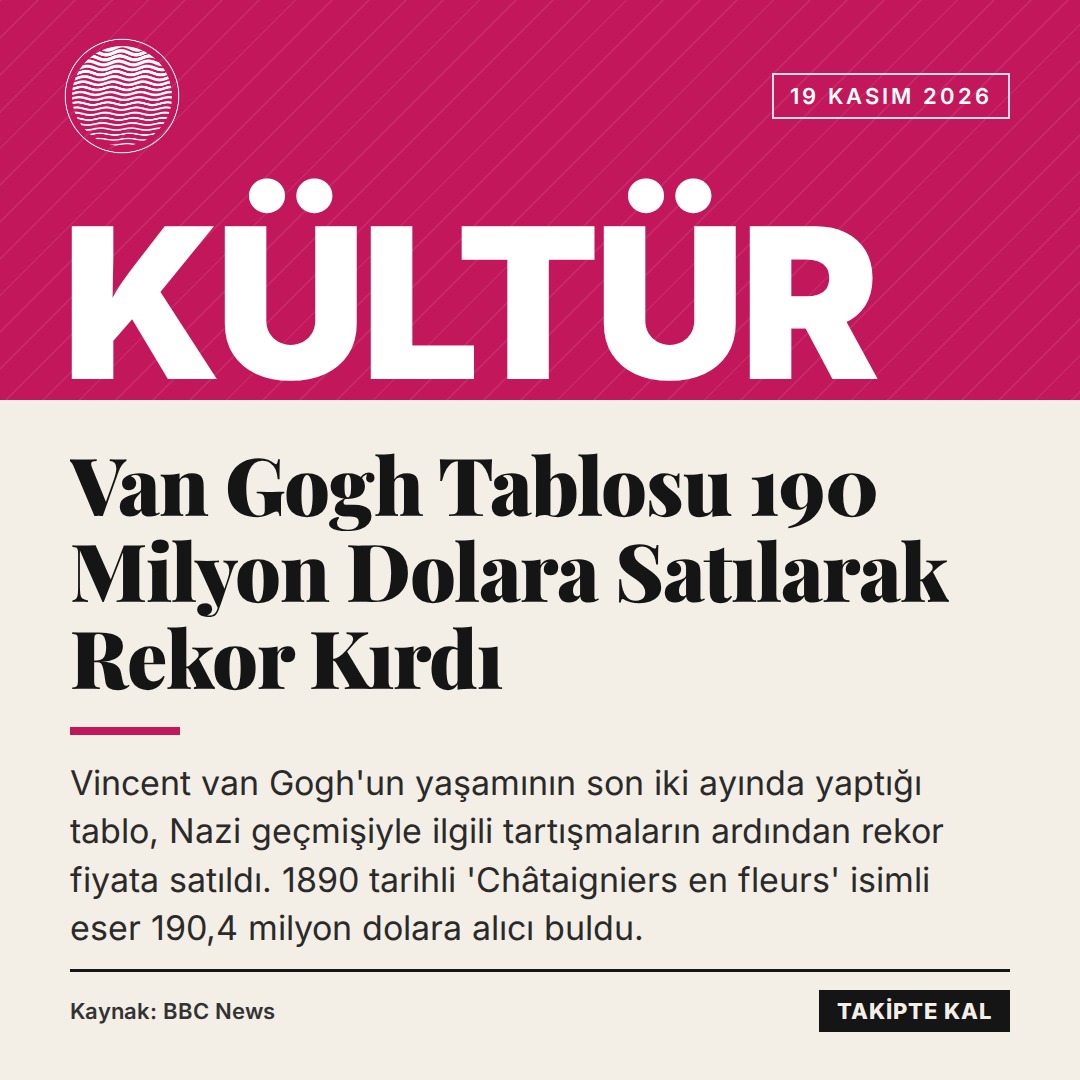 19 KASIM 2026
KÜLTÜR
Van Gogh Tablosu 190
Milyon Dolara Satılarak
Rekor Kırdı
Vincent van Gogh'un yaşamının son iki ayında yaptığı
tablo, Nazi geçmişiyle ilgili tartışmaların ardından rekor
fiyata satıldı. 1890 tarihli 'Châtaigniers en fleurs' isimli
eser 190,4 milyon dolara alıcı buldu.
Kaynak: BBC News
TAKİPTE KAL